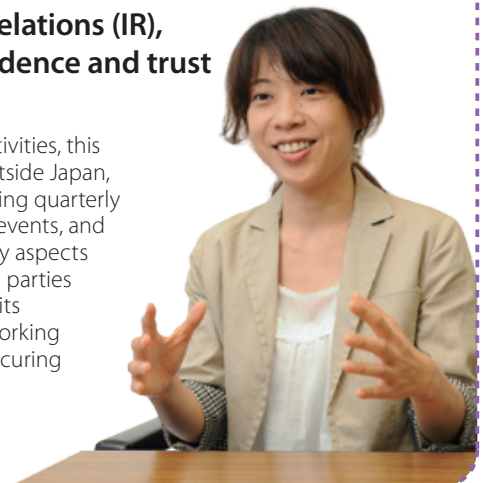 elations (IR),
dence and trust
tivities, this
tside Japan,
ing quarterly
events, and
y aspects
parties
its
orking
curing